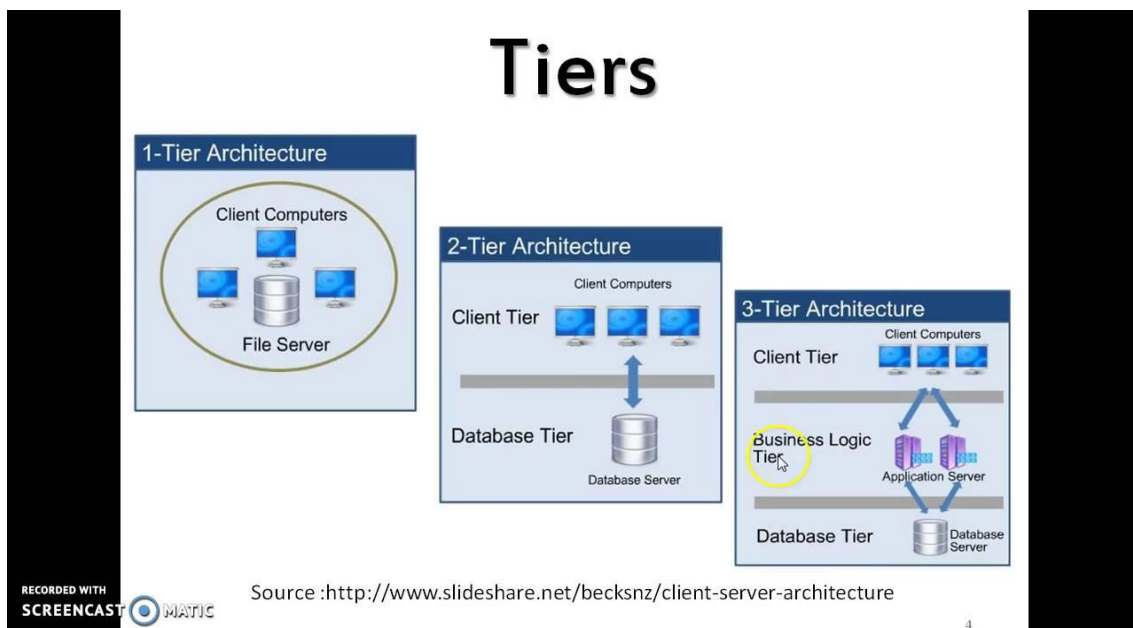 Tiers
1-Tier Architecture
Client Computers
File Server
2-Tier Architecture
Client Computers
Client Tier
Database Tier
Database Server
3-Tier Architecture
Client Computers
Client Tier
Business Logic
Tier
Application Server
Database Tier
Database
Server
RECORDED WITH
SCREENCAST MATIC
Source :http://www.slideshare.net/becksnz/client-server-architecture
4